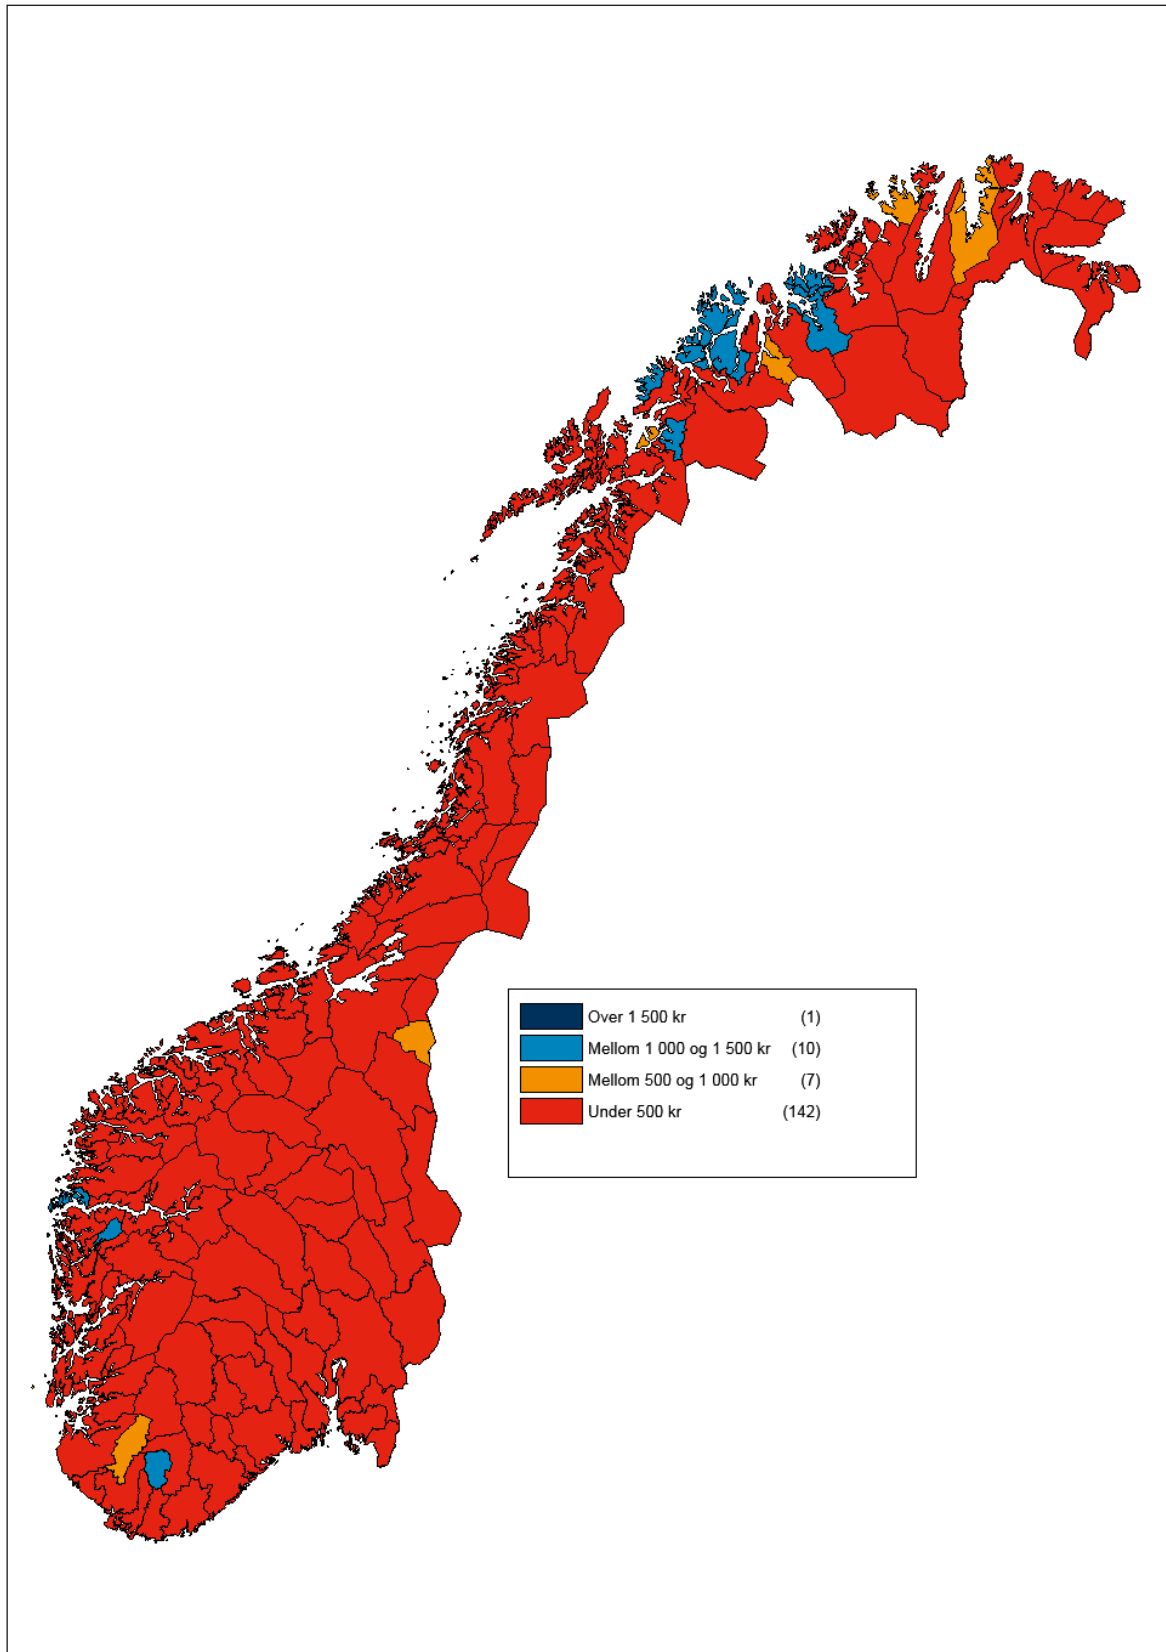 Over 1 500 kr (1)
Mellom 1 000 og 1 500 kr (10)
Mellom 500 og 1 000 kr (7)
Under 500 kr (142)